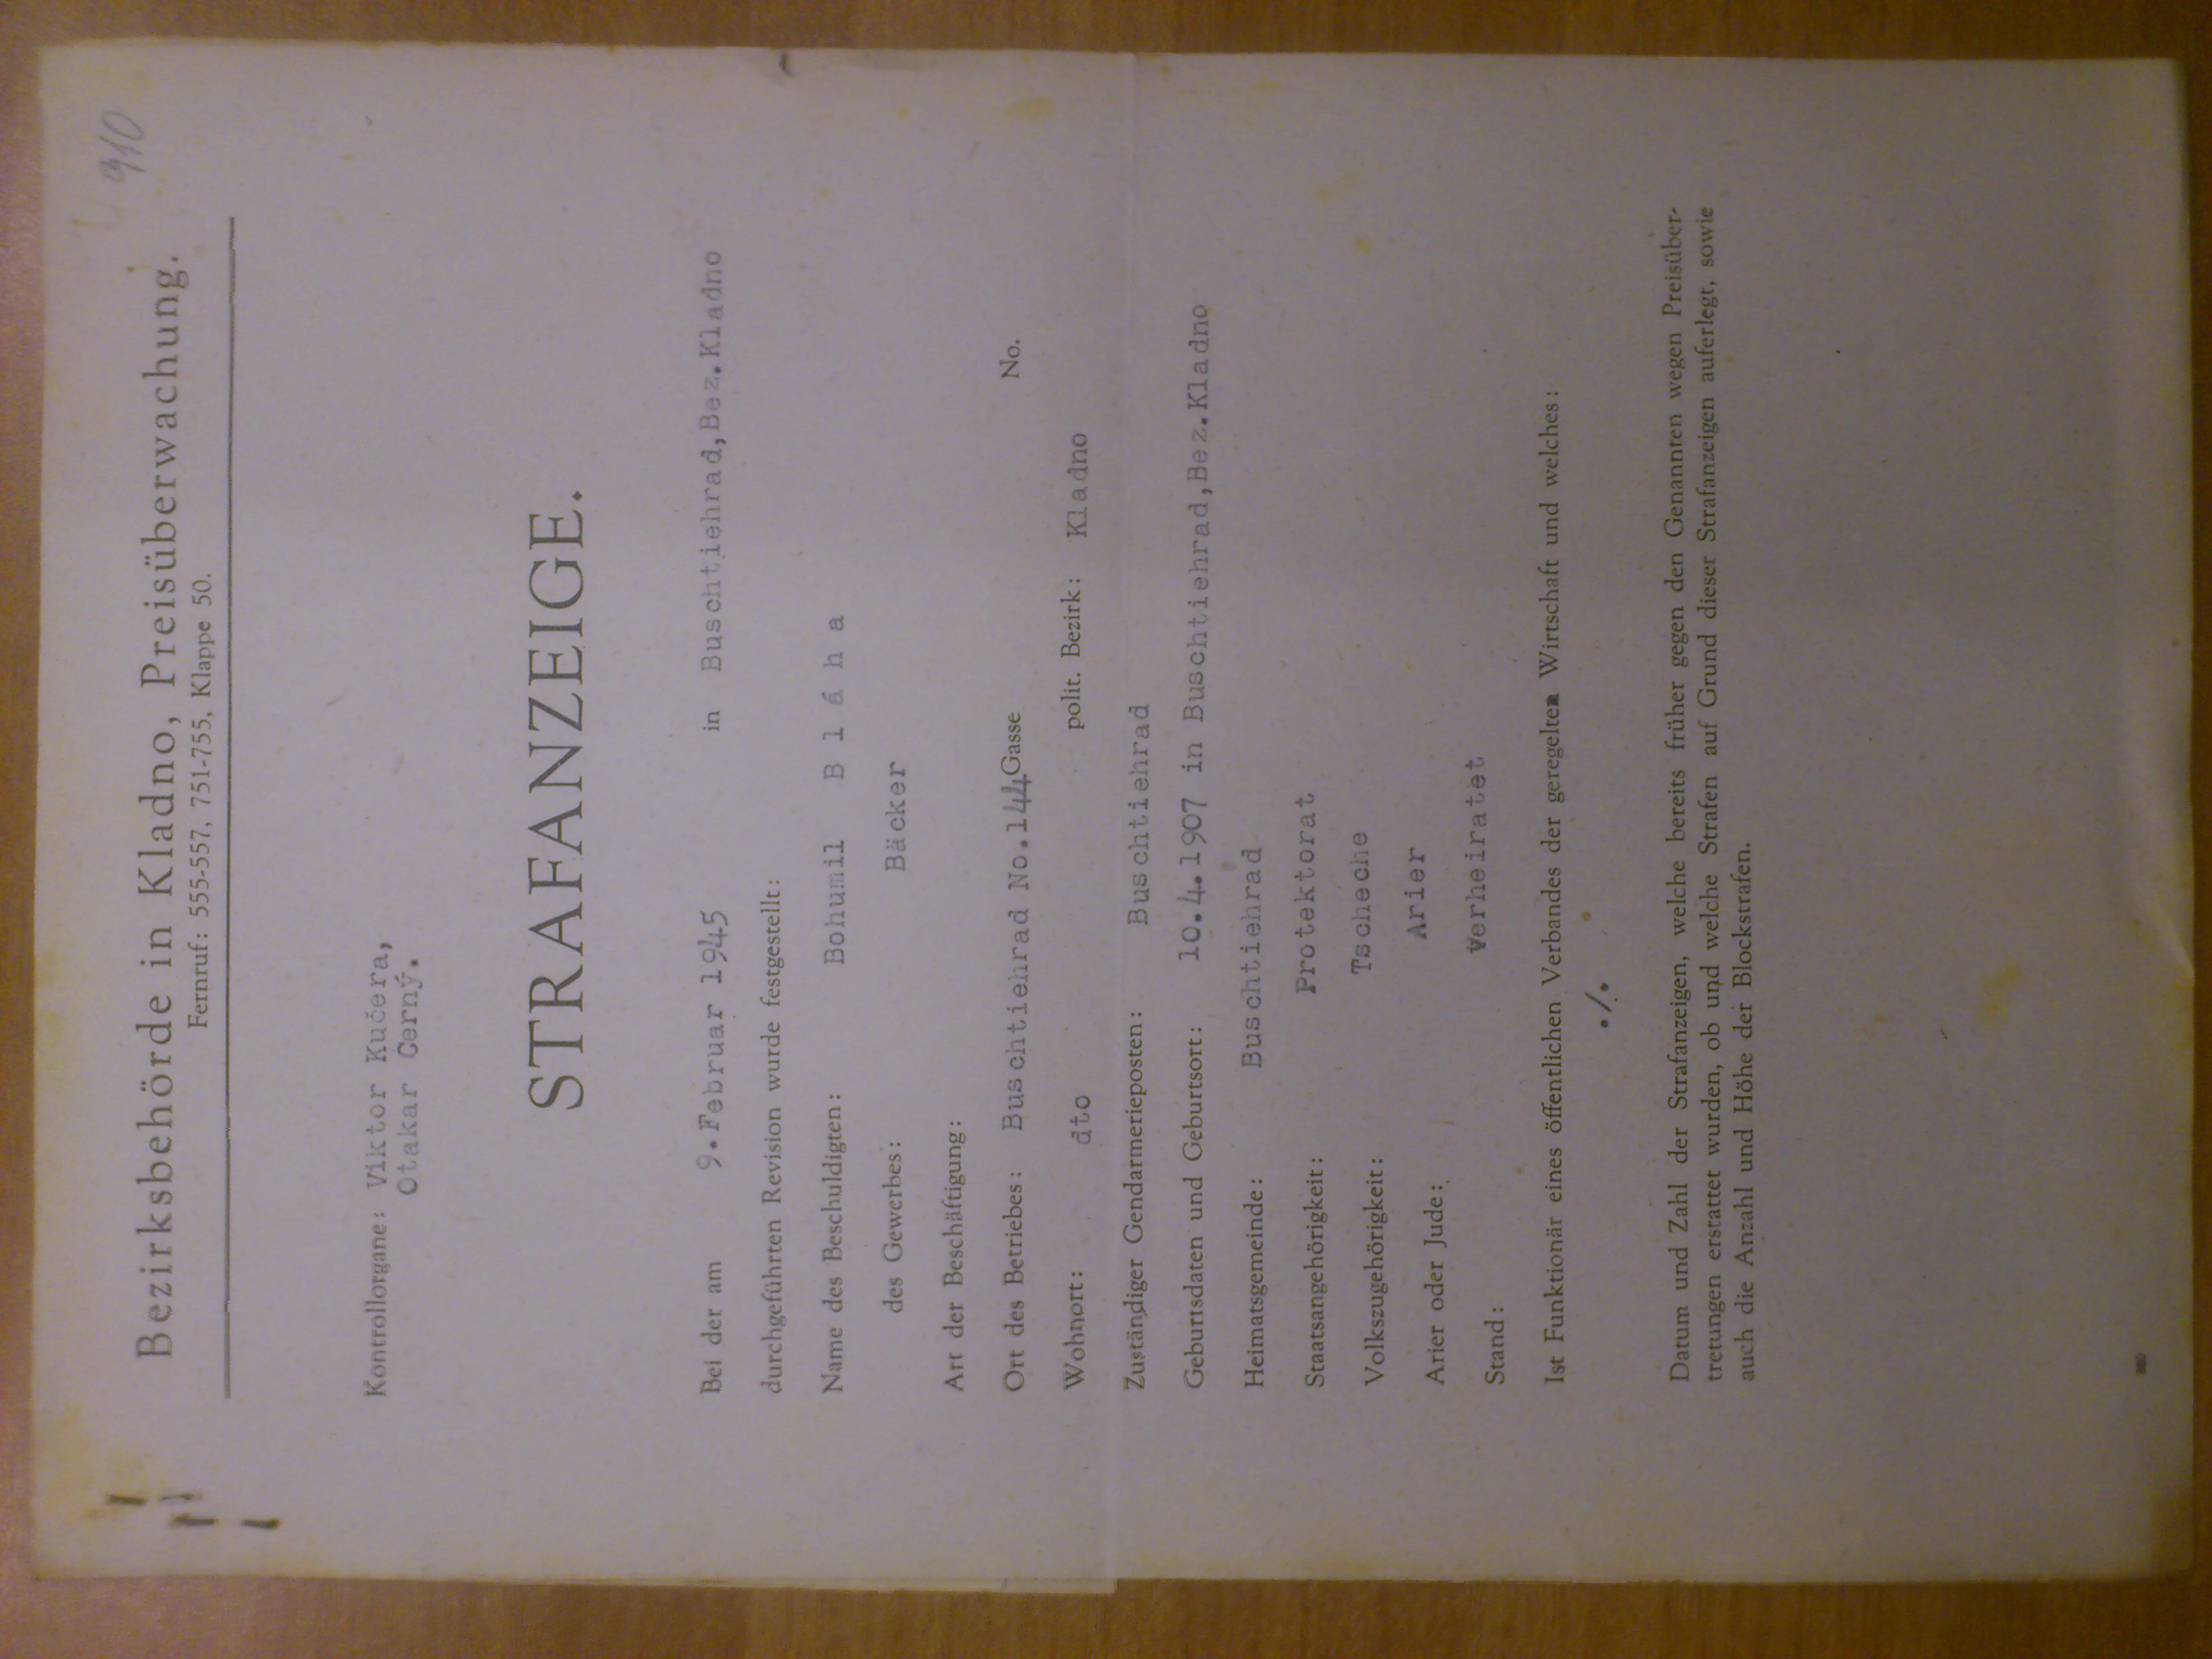 910
Bezirksbehörde in Kladno, Preisüberwachung.
Fernruf: 555-557, 751-755, Klappe 50.
Kontrollorgane: Viktor Kučera,
Otakar Černý.
STRAFANZEIGE.
Bei der am 9.Februar 1945 in Buschtiehrad,Bez.Kladno
durchgeführten Revision wurde festgestellt:
Name des Beschuldigten: Bohumil B l á h a
des Gewerbes: Bäcker
Art der Beschäftigung:
Ort des Betriebes: Buschtiehrad No.144 Gasse No.
Wohnort: dto polit. Bezirk: Kladno
Zuständiger Gendarmerieposten: Buschtiehrad
Geburtsdaten und Geburtsort: 10.4.1907 in Buschtiehrad,Bez.Kladno
Heimatsgemeinde: Buschtiehrad
Staatsangehörigkeit: Protektorat
Volkszugehörigkeit: Tscheche
Arier oder Jude: Arier
Stand: Verheiratet
Ist Funktionär eines öffentlichen Verbandes der geregelten Wirtschaft und welches:
./.
Datum und Zahl der Strafanzeigen, welche bereits früher gegen den Genannten wegen Preisüber-
tretungen erstattet wurden, ob und welche Strafen auf Grund dieser Strafanzeigen auferlegt, sowie
auch die Anzahl und Höhe der Blockstrafen.